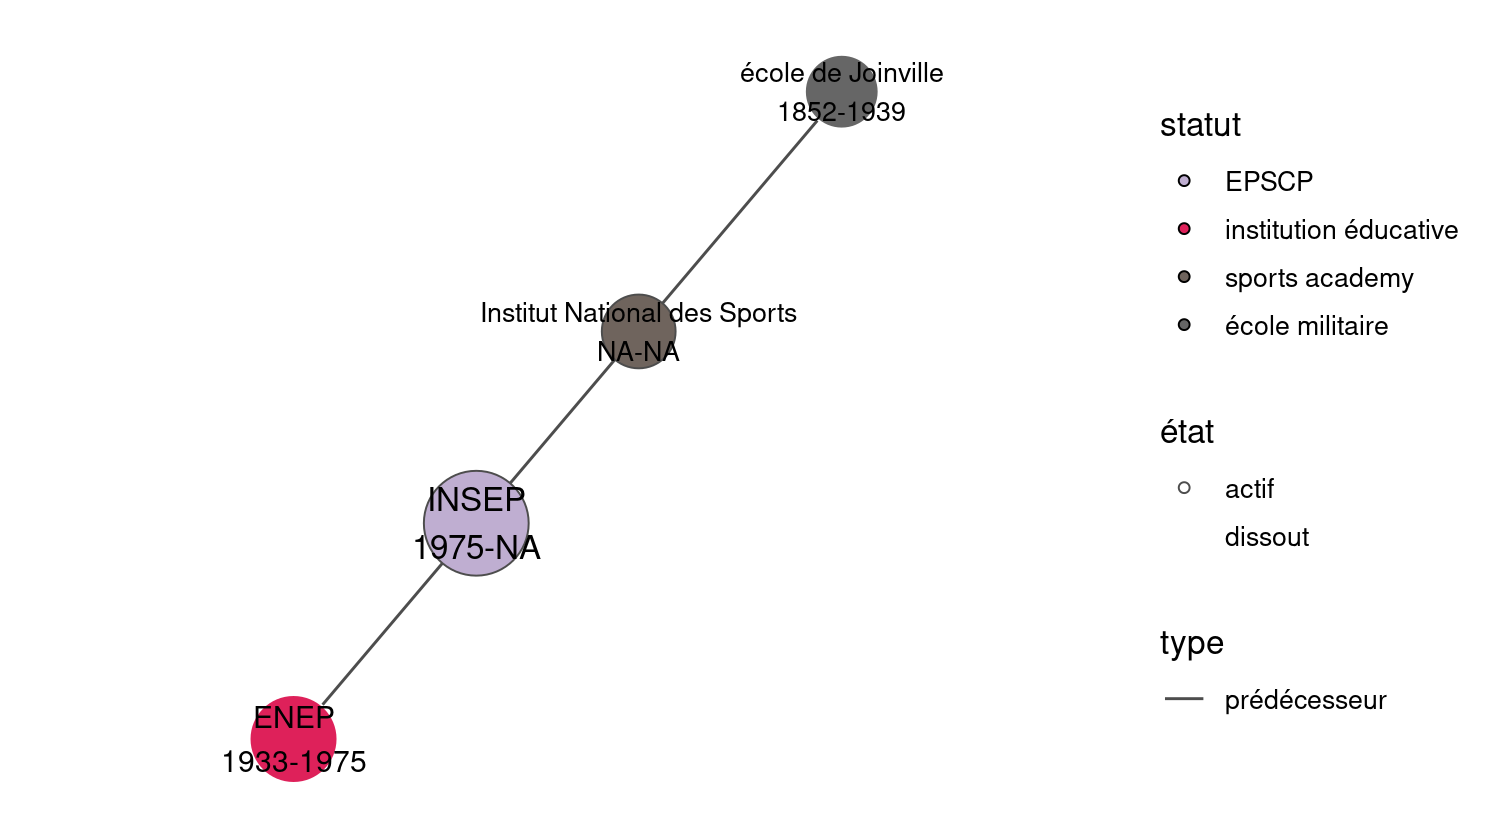 école de Joinville
1852-1939
Institut National des Sports
NA-NA
INSEP
1975-NA
ENEP
1933-1975
statut
EPSCP
institution éducative
sports academy
école militaire
état
actif
dissout
type
prédécesseur